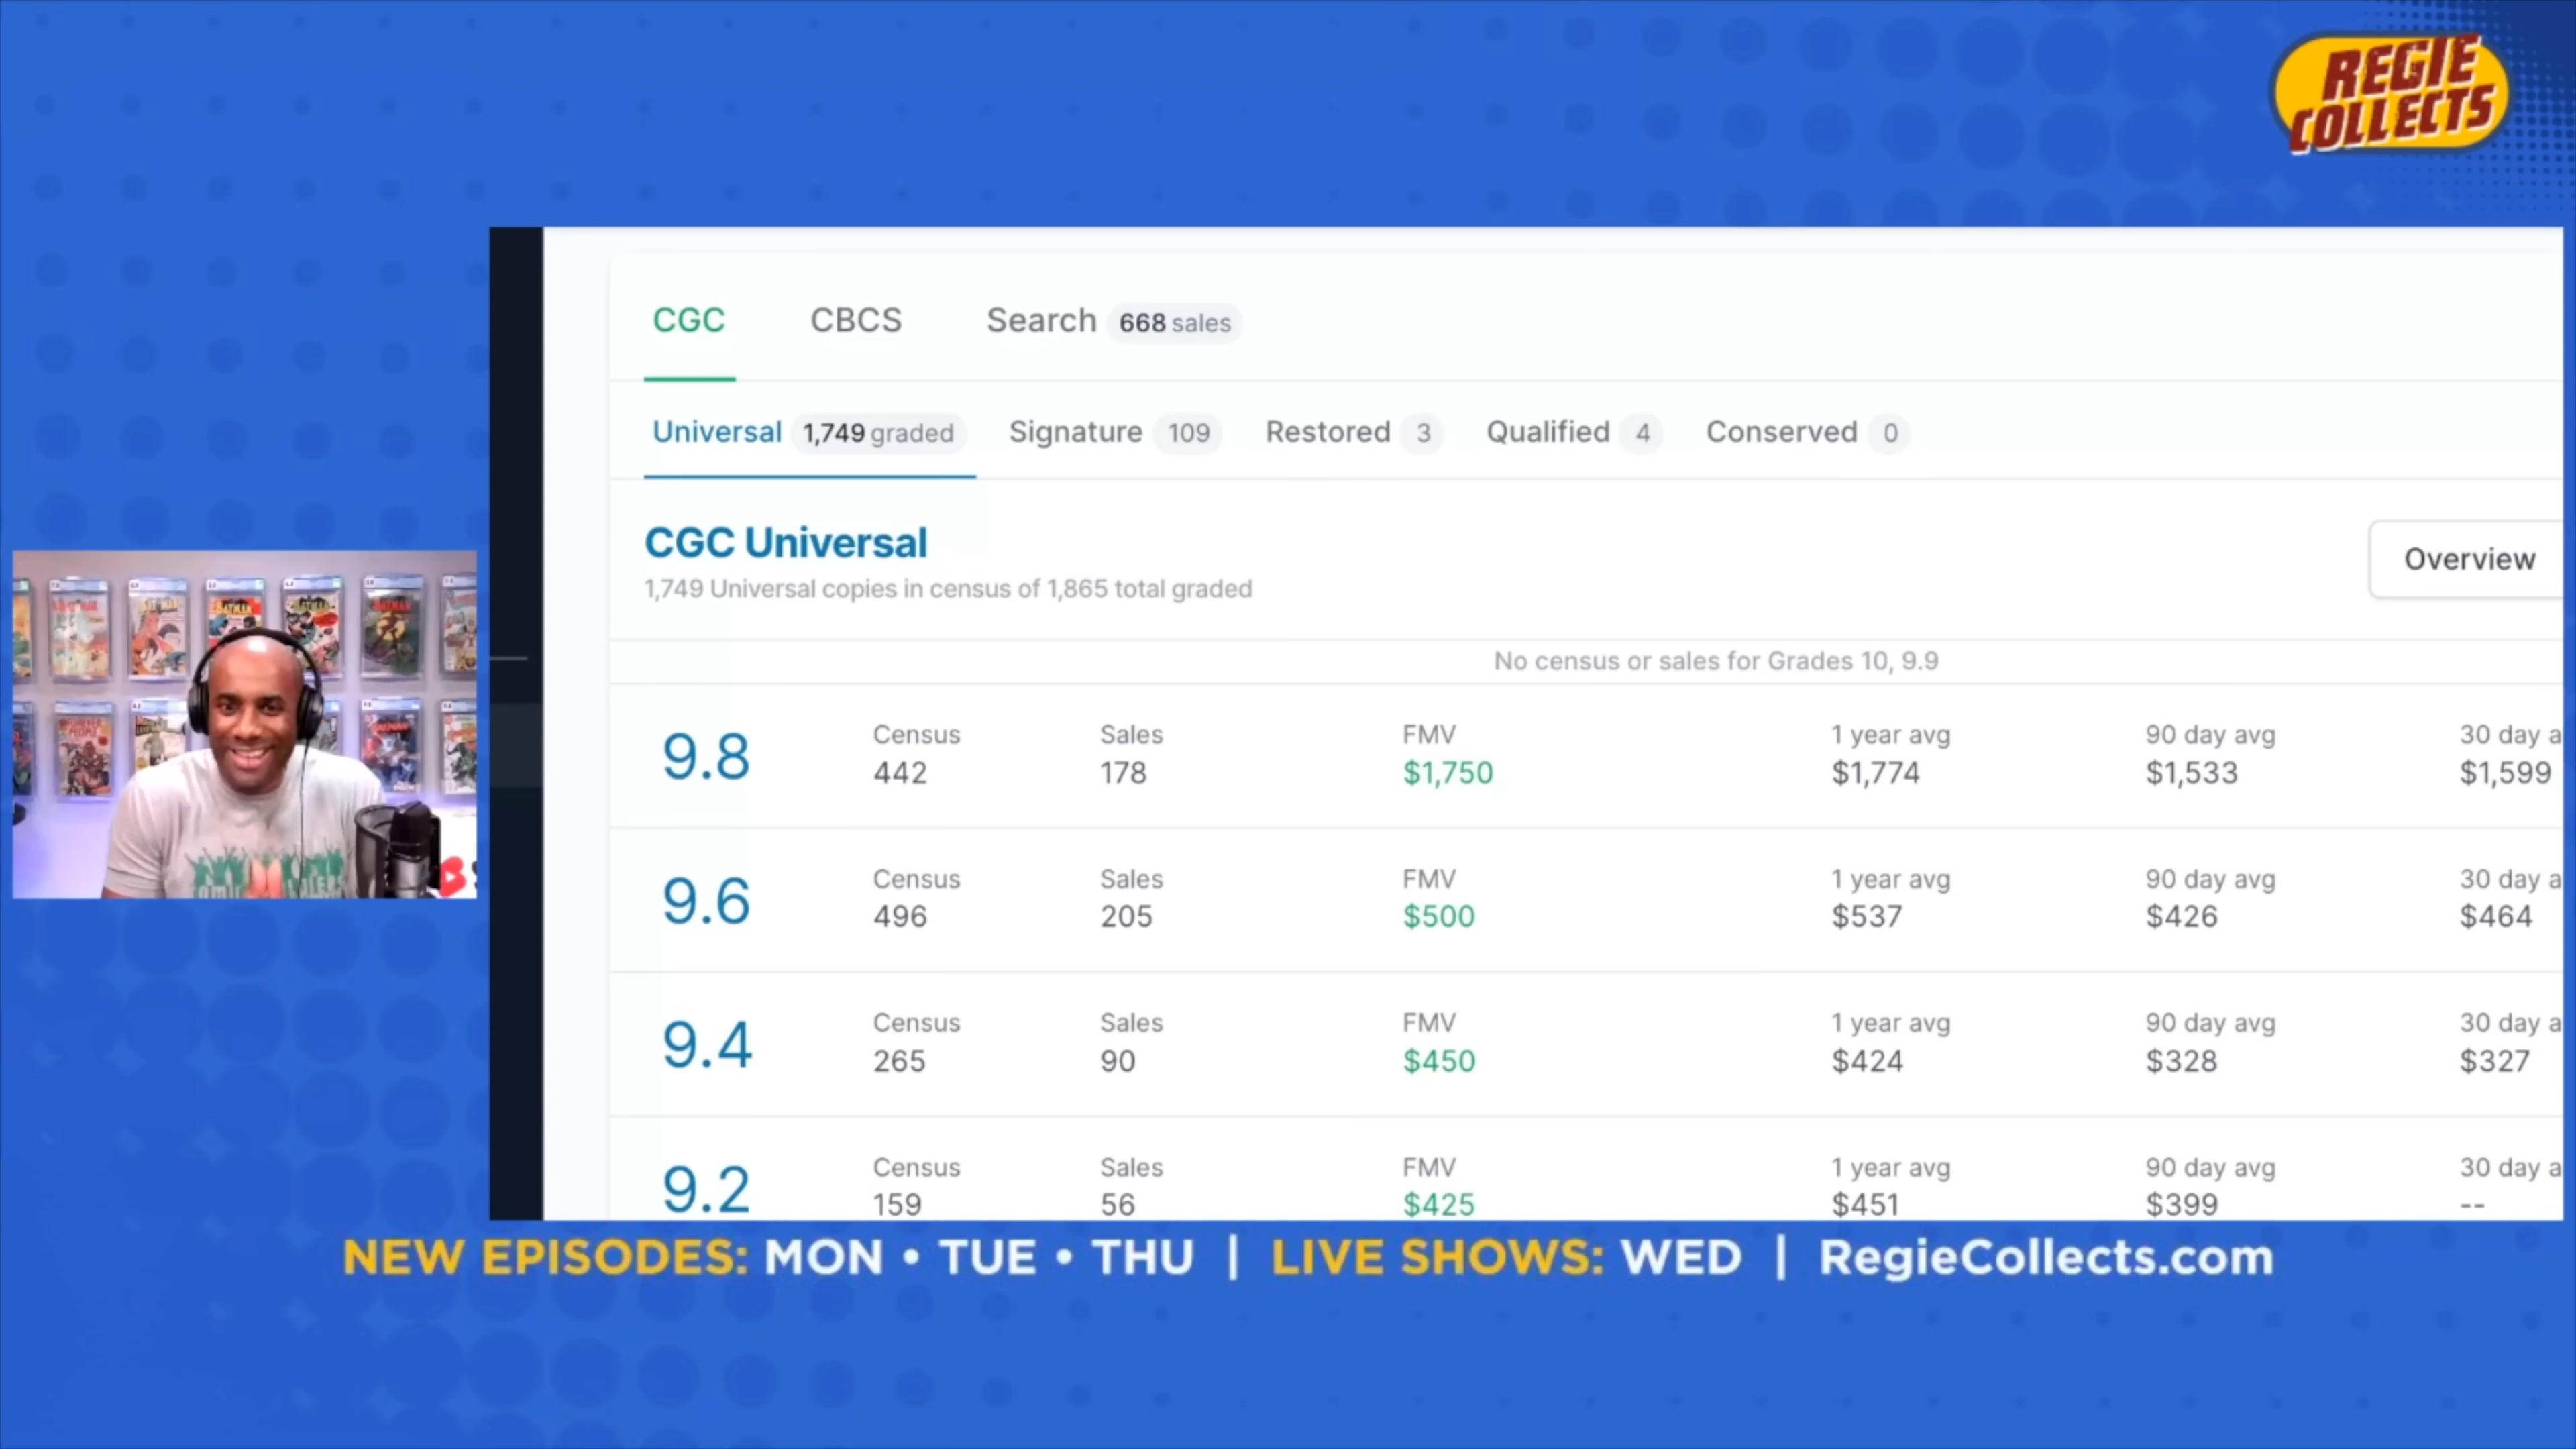 REGIE
COLLECTS
CGC
CBCS
Search 668 sales
Universal 1,749 graded
Signature 109
Restored 3
Qualified 4
Conserved 0
CGC Universal
1,749 Universal copies in census of 1,865 total graded
Overview
No census or sales for Grades 10, 9.9
9.8
Census
442
Sales
178
FMV
$1,750
1 year avg
$1,774
90 day avg
$1,533
30 day a
$1,599
9.6
Census
496
Sales
205
FMV
$500
1 year avg
$537
90 day avg
$426
30 day a
$464
9.4
Census
265
Sales
90
FMV
$450
1 year avg
$424
90 day avg
$328
30 day a
$327
9.2
Census
159
Sales
56
FMV
$425
1 year avg
$451
90 day avg
$399
30 day a
--
BATMAN
BATMAN
NEW EPISODES: MON • TUE • THU | LIVE SHOWS: WED | RegieCollects.com